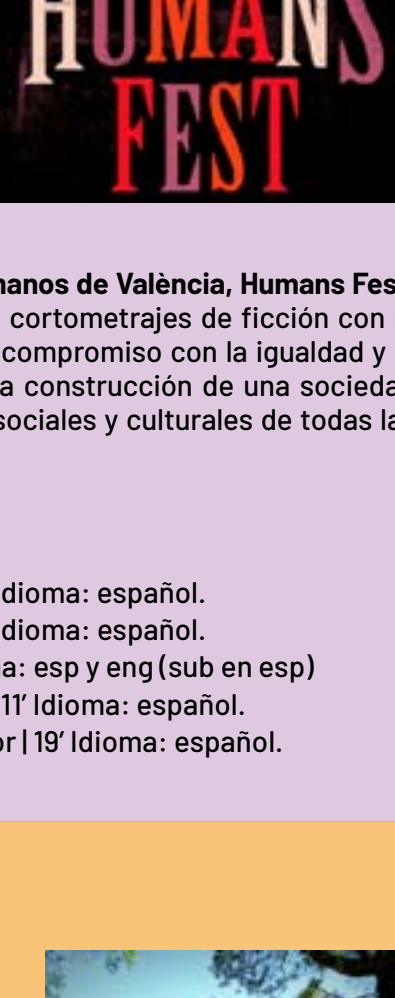 HUMANS
FEST
manos de València, Humans Fes
cortometrajes de ficción con
compromiso con la igualdad y
a construcción de una socieda
sociales y culturales de todas la
dioma: español.
dioma: español.
a: esp y eng (sub en esp)
11’ Idioma: español.
or | 19’ Idioma: español.